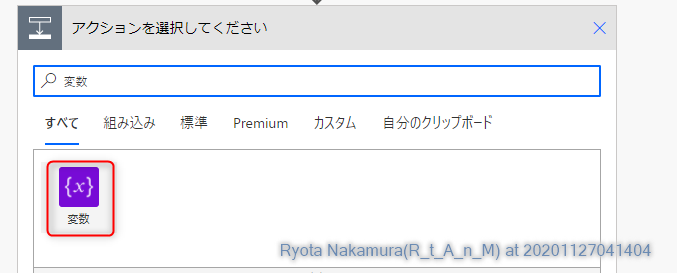 アクションを選択してください
変数
すべて 組み込み 標準 Premium カスタム 自分のクリップボード
{x}
変数
Ryota Nakamura(R_t_A_n_M) at 20201127041404